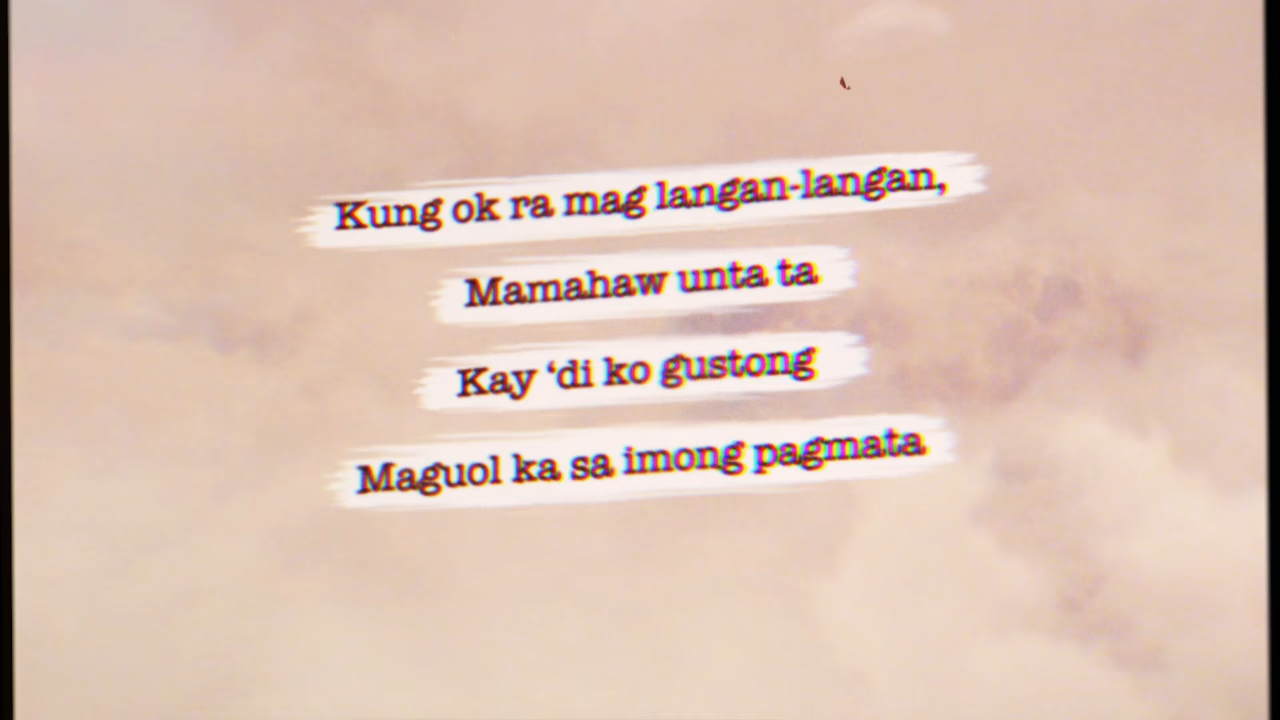 Kung ok ra mag langan-langan,
Mamahaw unta ta
Kay ‘di ko gustong
Maguol ka sa imong pagmata